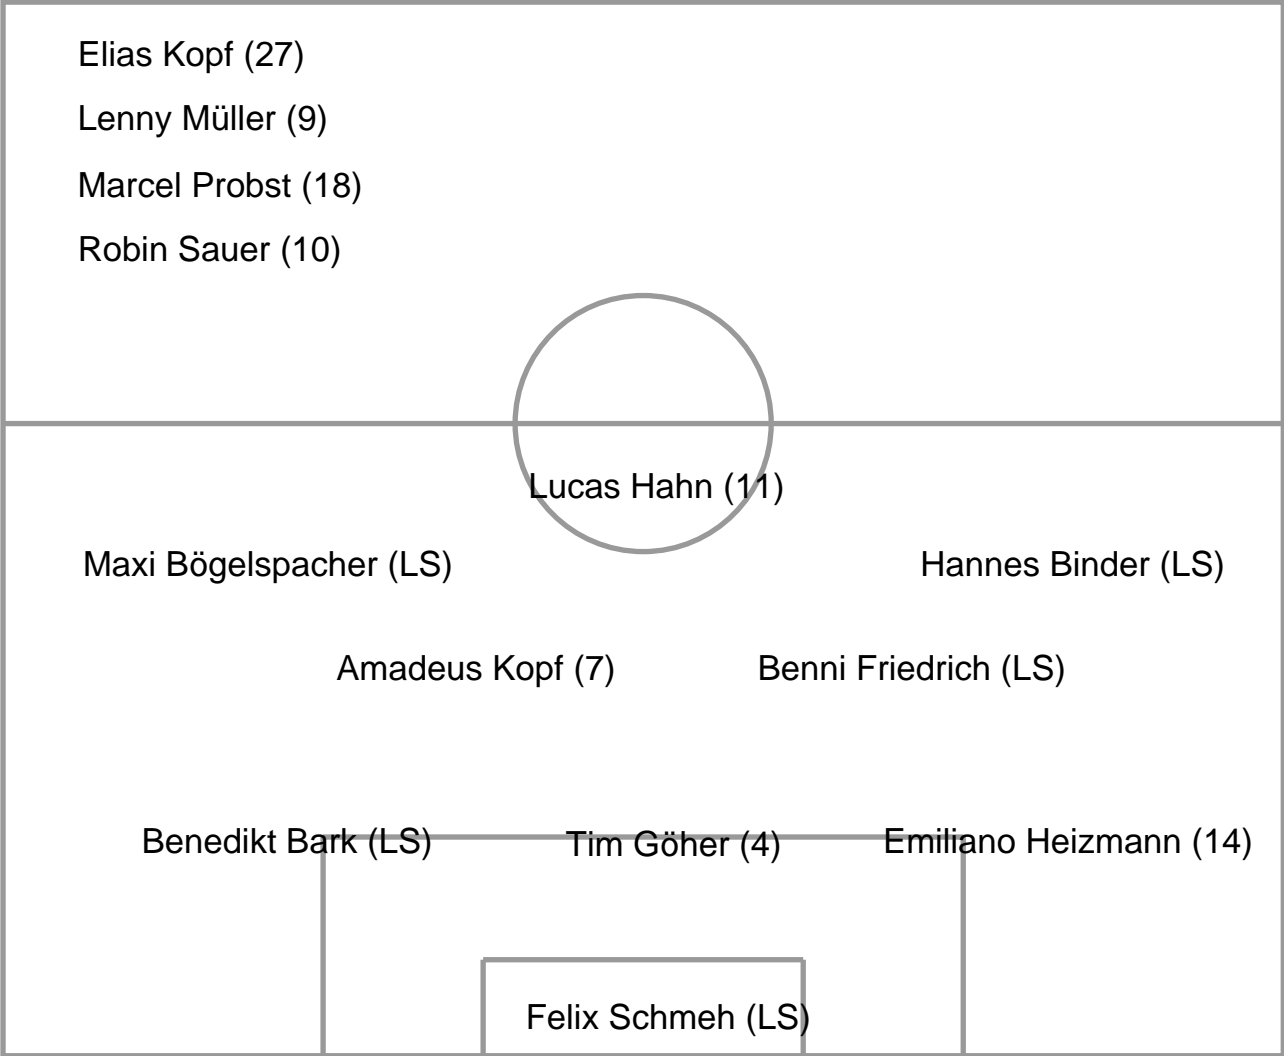 Elias Kopf (27)
Lenny Müller (9)
Marcel Probst (18)
Robin Sauer (10)
Lucas Hahn (11)
Maxi Bögelspacher (LS)
Hannes Binder (LS)
Amadeus Kopf (7)
Benni Friedrich (LS)
Benedikt Bark (LS)
Tim Göher (4)
Emiliano Heizmann (14)
Felix Schmeh (LS)